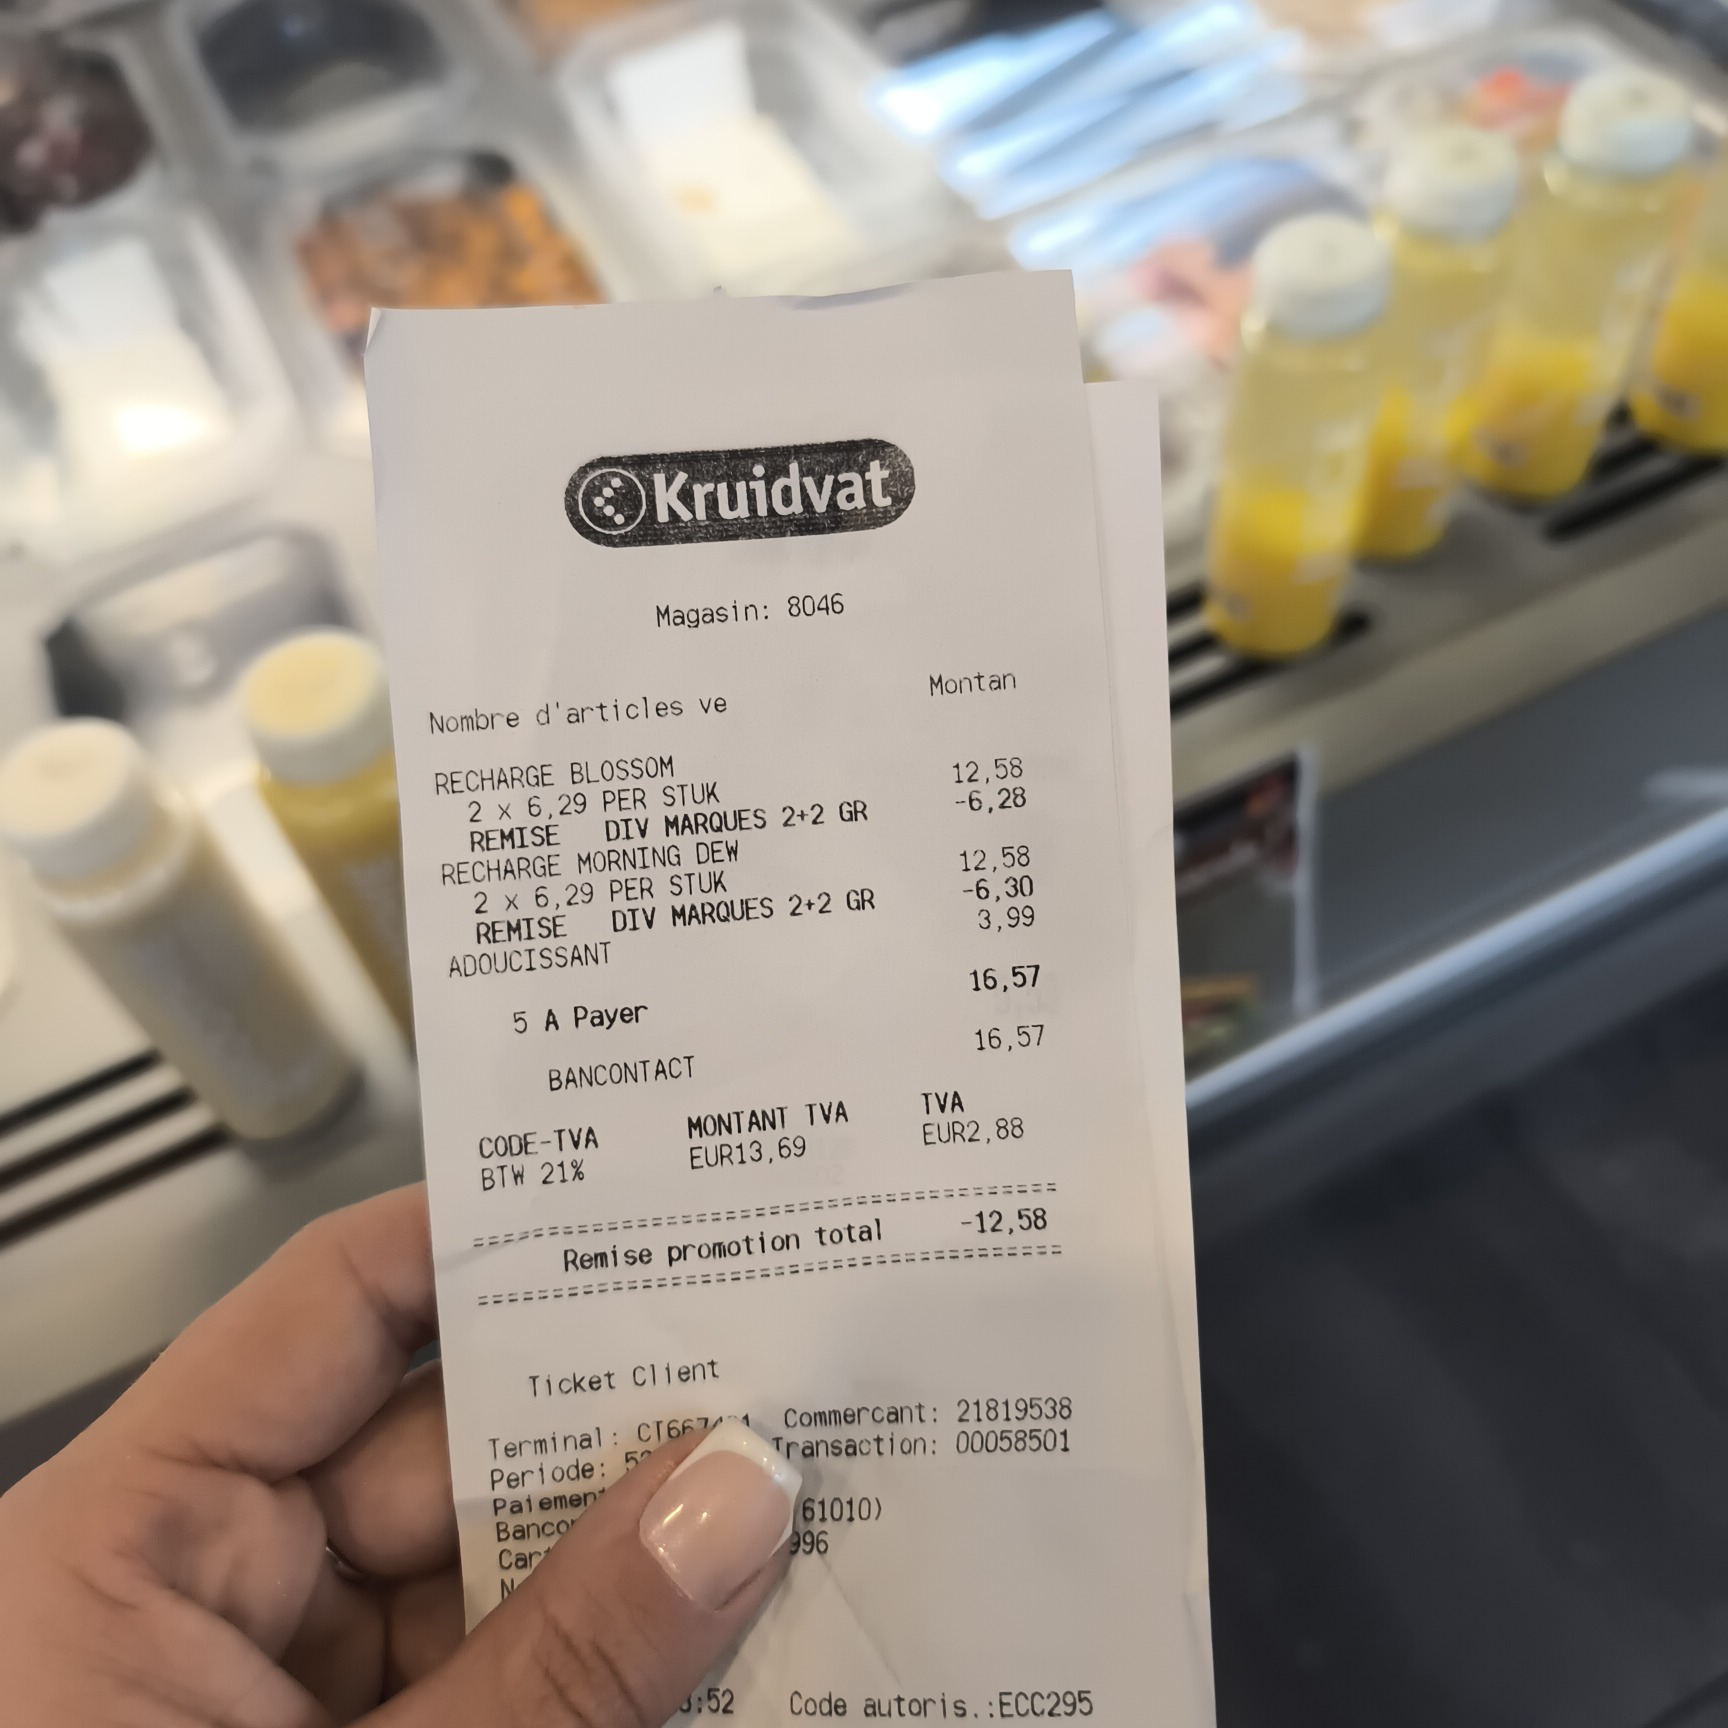 Kruidvat
Magasin: 8046
Nombre d'articles ve Montan
RECHARGE BLOSSOM 12,58
2 x 6,29 PER STUK
REMISE DIV MARQUES 2+2 GR -6,28
RECHARGE MORNING DEW 12,58
2 x 6,29 PER STUK
REMISE DIV MARQUES 2+2 GR -6,30
ADOUCISSANT 3,99
5 A Payer 16,57
BANCONTACT 16,57
CODE-TVA MONTANT TVA TVA
BTW 21% EUR13,69 EUR2,88
Remise promotion total -12,58
Ticket Client
Terminal: Commercant: 21819538
Periode: Transaction: 00058501
61010)
996
:52 Code autoris.:ECC295